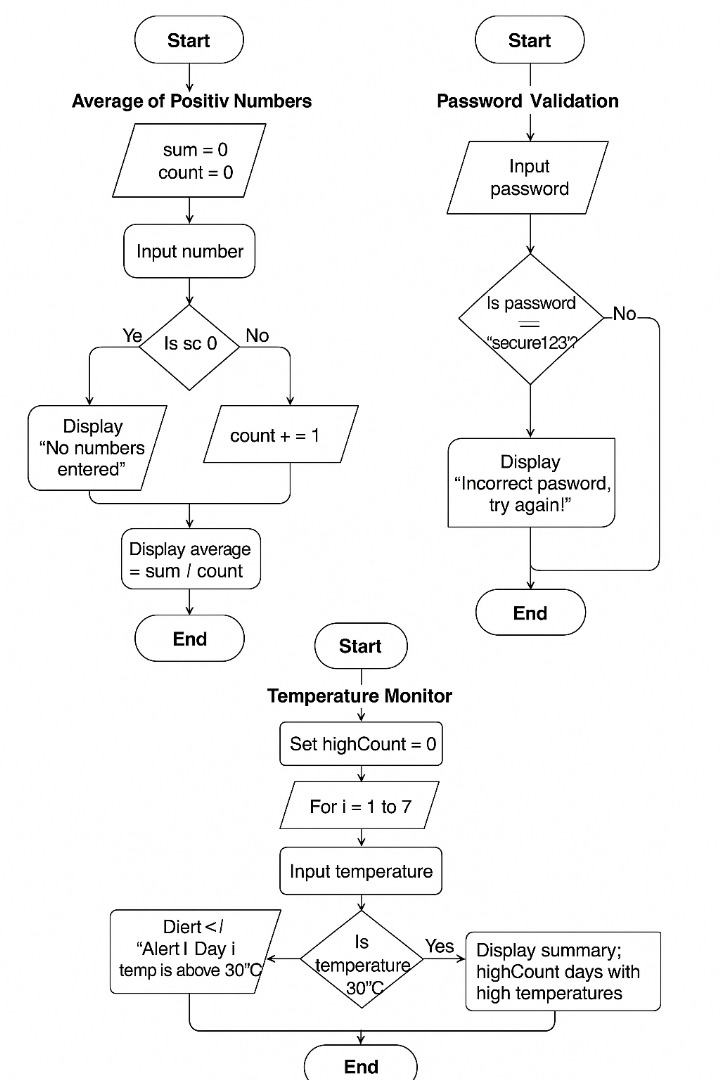 Start
Average of Positiv Numbers
sum = 0
count = 0
Input number
Is sc 0
Ye
No
Display
“No numbers
entered”
count + = 1
Display average
= sum / count
End
Start
Password Validation
Input
password
Is password
==
“secure123”?
No
Display
“Incorrect pasword,
try again!”
End
Start
Temperature Monitor
Set highCount = 0
For i = 1 to 7
Input temperature
Is
temperature
30”C
Yes
Diert </
“Alert I Day i
temp is above 30”C
Display summary;
highCount days with
high temperatures
End